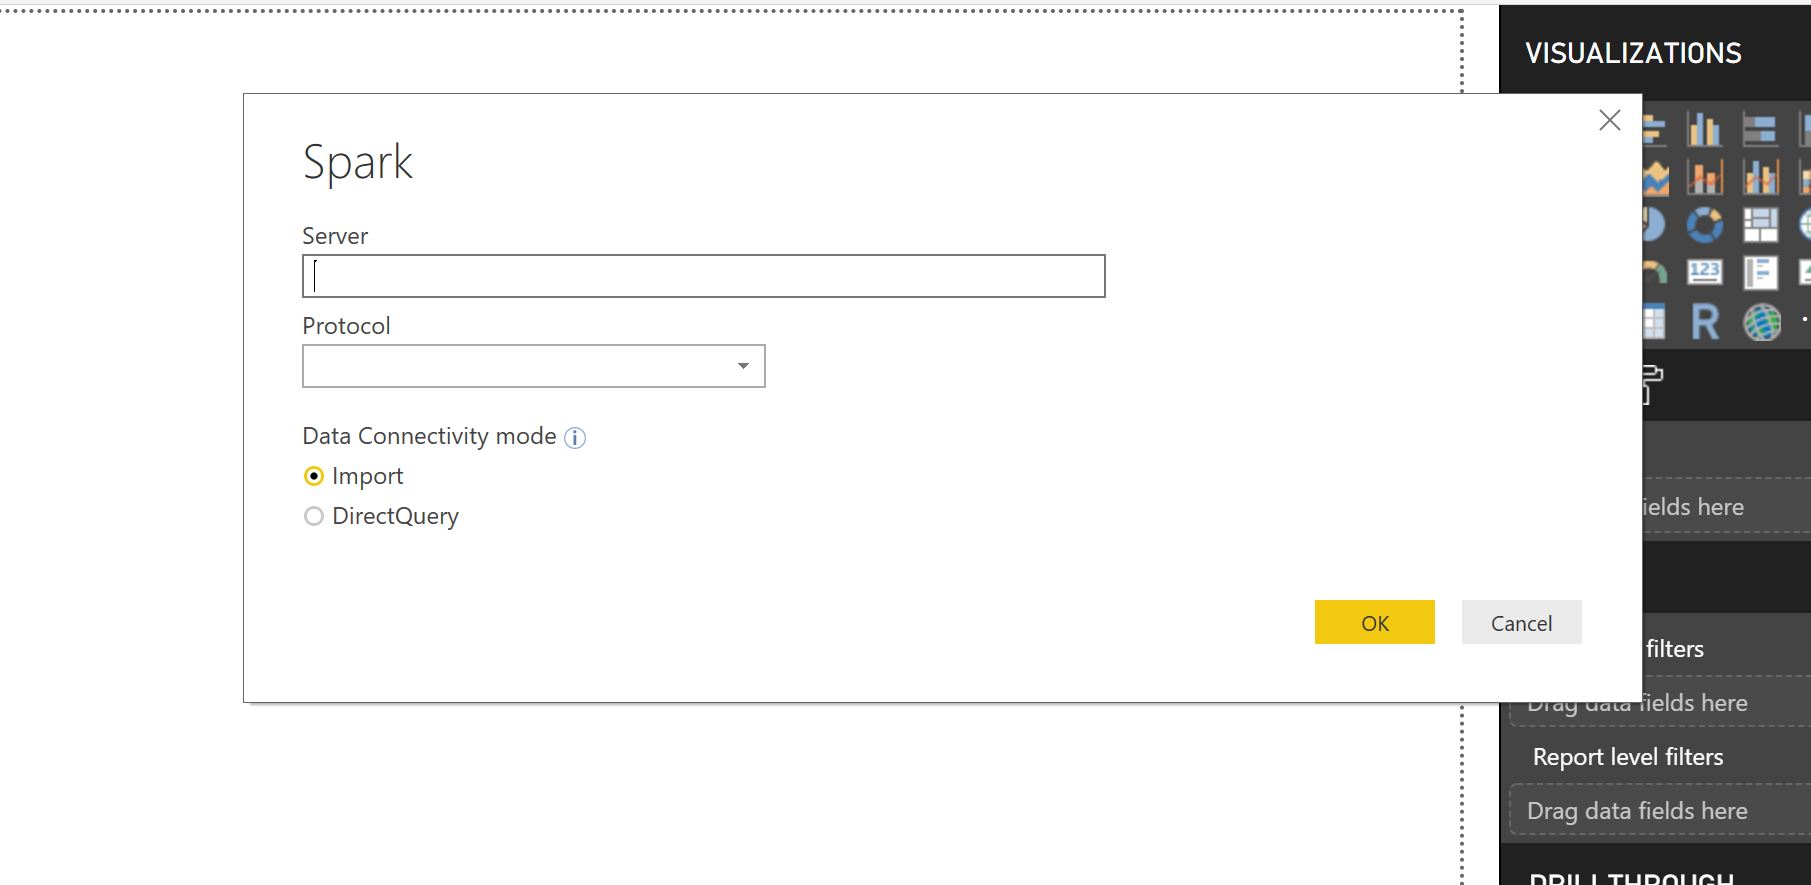 VISUALIZATIONS
Spark
Server
Protocol
Data Connectivity mode
Import
DirectQuery
OK
Cancel
123
R
here
filters
Drag data fields here
Report level filters
Drag data fields here
DRILLTHROUGH